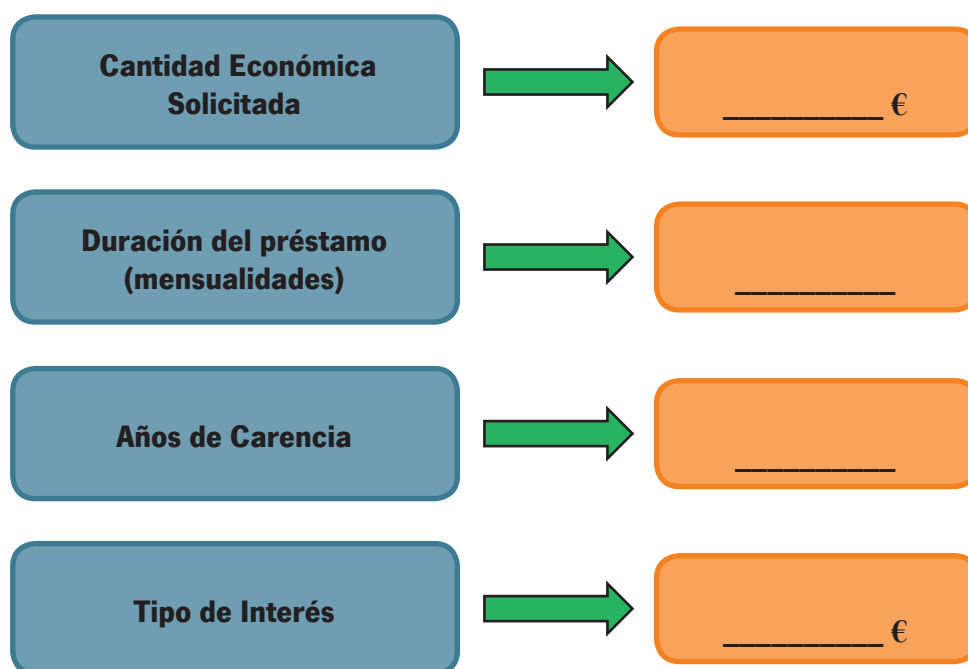 Cantidad Económica
Solicitada
__________ €
Duración del préstamo
(mensualidades)
__________
Años de Carencia
__________
Tipo de Interés
__________ €